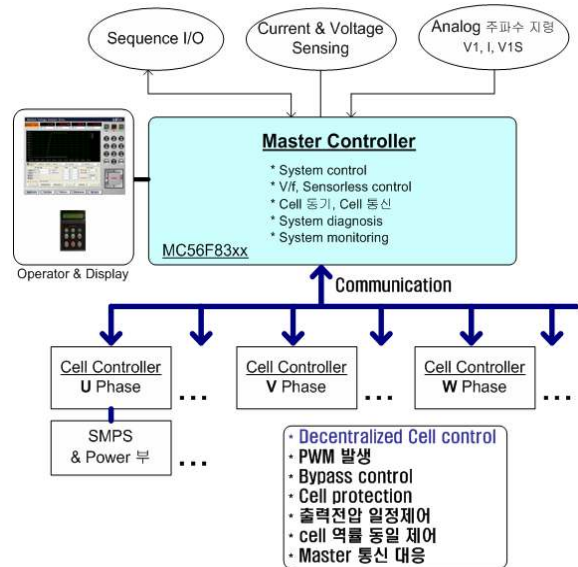 Sequence I/O
Current & Voltage
Sensing
Analog 주파수 지령
V1, I, V1S
Master Controller
* System control
* V/f, Sensorless control
* Cell 동기, Cell 통신
* System diagnosis
* System monitoring
MC56F83xx
Operator & Display
Communication
Cell Controller
U Phase
...
Cell Controller
V Phase
...
Cell Controller
W Phase
...
SMPS
& Power 부
...
· Decentralized Cell control
· PWM 발생
· Bypass control
· Cell protection
· 출력전압 일정제어
· cell 역률 동일 제어
· Master 통신 대응